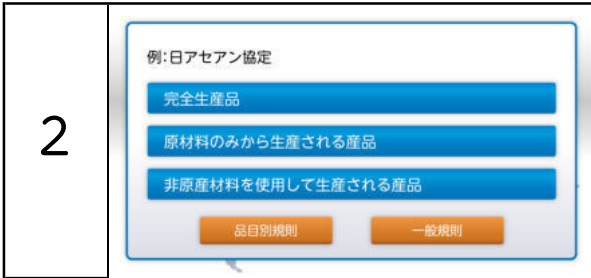 2
例:日アセアン協定
完全生産品
原材料のみから生産される産品
非原産材料を使用して生産される産品
品目別規則
一般規則